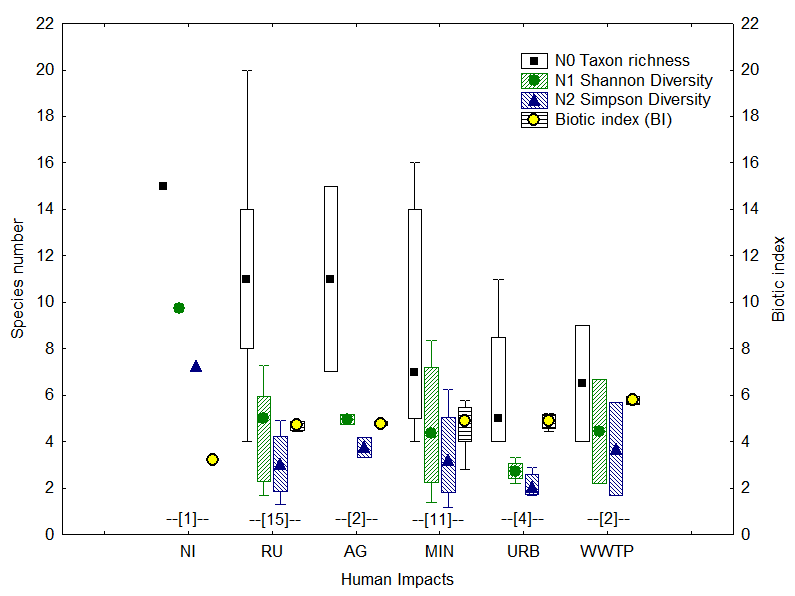 22 22
20 20
18 18
16 16
14 14
12 12
10 10
8 8
6 6
4 4
2 2
0 0
Species number
Biotic index
N0 Taxon richness
N1 Shannon Diversity
N2 Simpson Diversity
Biotic index (BI)
--[1]-- --[15]-- --[2]-- --[11]-- --[4]-- --[2]--
NI RU AG MIN URB WWTP
Human Impacts